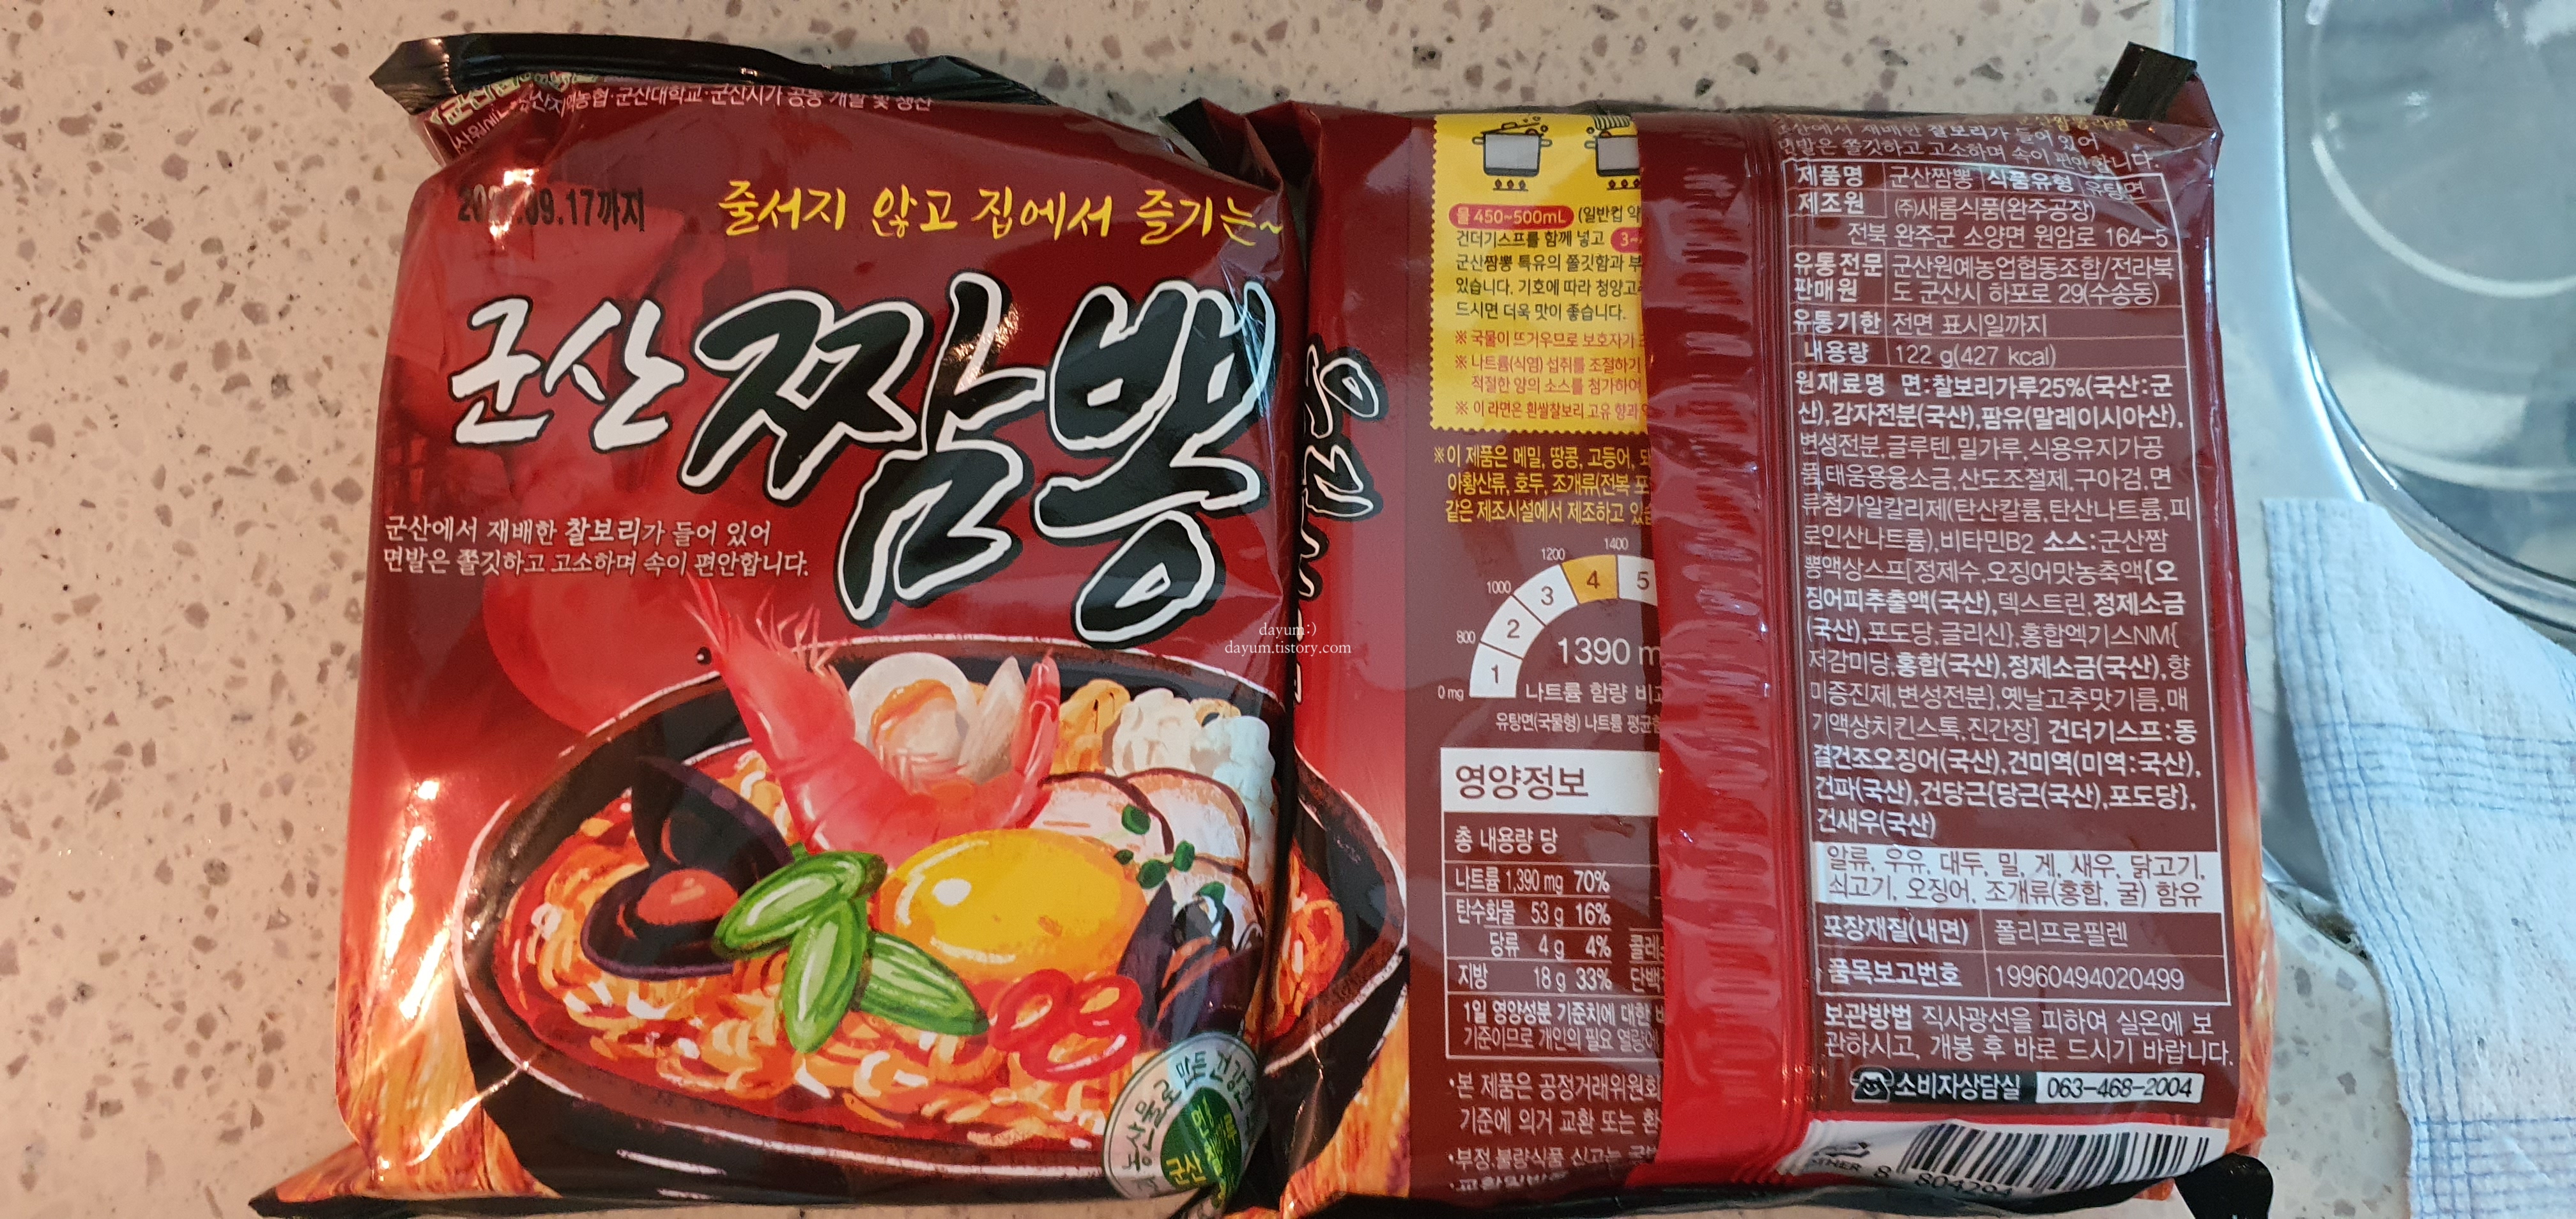 군산대학교·군산시가 공동 개발 및 생산
09.17까지
줄서지 않고 집에서 즐기는~
군산 짬뽕
군산에서 재배한 찰보리가 들어 있어
면발은 쫄깃하고 고소하며 속이 편안합니다.
군산
dayum:)
dayum.tistory.com
물 450~500mL (일반컵 약
건더기스프를 함께 넣고
군산짬뽕 특유의 쫄깃함과
있습니다. 기호에 따라
드시면 더욱 맛이 좋습니다.
※ 국물이 뜨거우므로 보호자가
※ 나트륨(식염) 섭취를 조절하기
적절한 양의 소스를 첨가하여
※ 이 라면은 흰쌀찰보리 고유 향과
※이 제품은 메밀, 땅콩, 고등어,
아황산류, 호두, 조개류(전복
같은 제조시설에서 제조하고
0 mg 800 1000 1200 1400
1 2 3 4 5
1390
나트륨 함량
유탕면(국물형) 나트륨
영양정보
총 내용량 당
나트륨 1,390 mg 70%
탄수화물 53 g 16%
당류 4 g 4%
지방 18 g 33%
1일 영양성분 기준치에 대한
기준이므로 개인의 필요
·본 제품은 공정거래위원회
기준에 의거 교환 또는
·부정.불량식품 신고는
군산에서 재배한 찰보리가 들어 있어
면발은 쫄깃하고 고소하며 속이 편안합니다.
제품명 군산짬뽕 식품유형 유탕면
제조원 ㈜새롬식품(완주공장)
전북 완주군 소양면 원암로 164-5
유통전문 군산원예농업협동조합/전라북
판매원 도 군산시 하포로 29(수송동)
유통기한 전면 표시일까지
내용량 122 g(427 kcal)
원재료명 면:찰보리가루25%(국산:군
산),감자전분(국산),팜유(말레이시아산),
변성전분,글루텐,밀가루,식용유지가공
품,태움용융소금,산도조절제,구아검,면
류첨가알칼리제(탄산칼륨,탄산나트륨,피
로인산나트륨),비타민B2 소스:군산짬
뽕액상스프[정제수,오징어맛농축액{오
징어피추출액(국산),덱스트린,정제소금
(국산),포도당,글리신},홍합엑기스NM{
저감미당,홍합(국산),정제소금(국산),향
미증진제,변성전분},옛날고추맛기름,매
기액상치킨스톡,진간장] 건더기스프:동
결건조오징어(국산),건미역(미역:국산),
건파(국산),건당근{당근(국산),포도당},
건새우(국산)
알류, 우유, 대두, 밀, 게, 새우, 닭고기,
쇠고기, 오징어, 조개류(홍합, 굴) 함유
포장재질(내면) 폴리프로필렌
품목보고번호 19960494020499
보관방법 직사광선을 피하여 실온에 보
관하시고, 개봉 후 바로 드시기 바랍니다.
소비자상담실 063-468-2004
8 804284